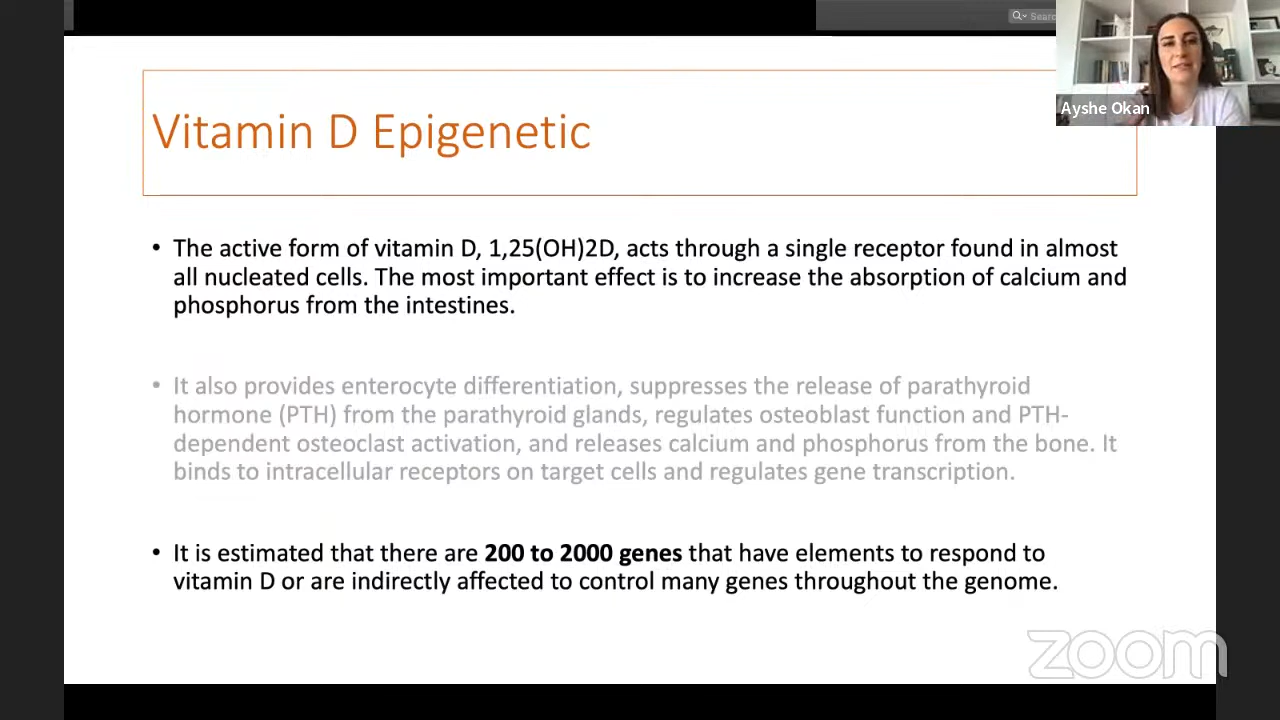 Searc
Ayshe Okan
Vitamin D Epigenetic
• The active form of vitamin D, 1,25(OH)2D, acts through a single receptor found in almost
all nucleated cells. The most important effect is to increase the absorption of calcium and
phosphorus from the intestines.
• It also provides enterocyte differentiation, suppresses the release of parathyroid
hormone (PTH) from the parathyroid glands, regulates osteoblast function and PTH-
dependent osteoclast activation, and releases calcium and phosphorus from the bone. It
binds to intracellular receptors on target cells and regulates gene transcription.
• It is estimated that there are 200 to 2000 genes that have elements to respond to
vitamin D or are indirectly affected to control many genes throughout the genome.
zoom